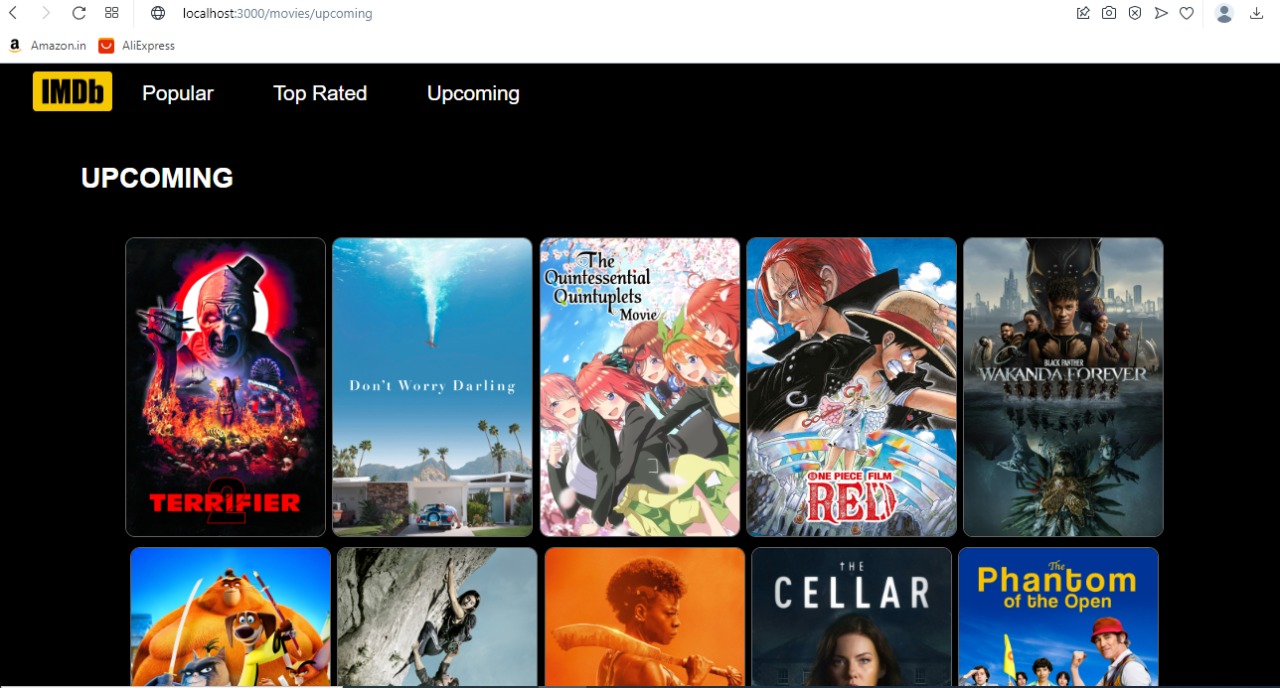 localhost:3000/movies/upcoming
a Amazon.in AliExpress
IMDb Popular Top Rated Upcoming
UPCOMING
TERRIFIER
2
Don't Worry Darling
The
Quintessential
Quintuplets
Movie
ONE PIECE FILM
RED
BLACK PANTHER
WAKANDA FOREVER
THE
CELLAR
The
Phantom
of the Open